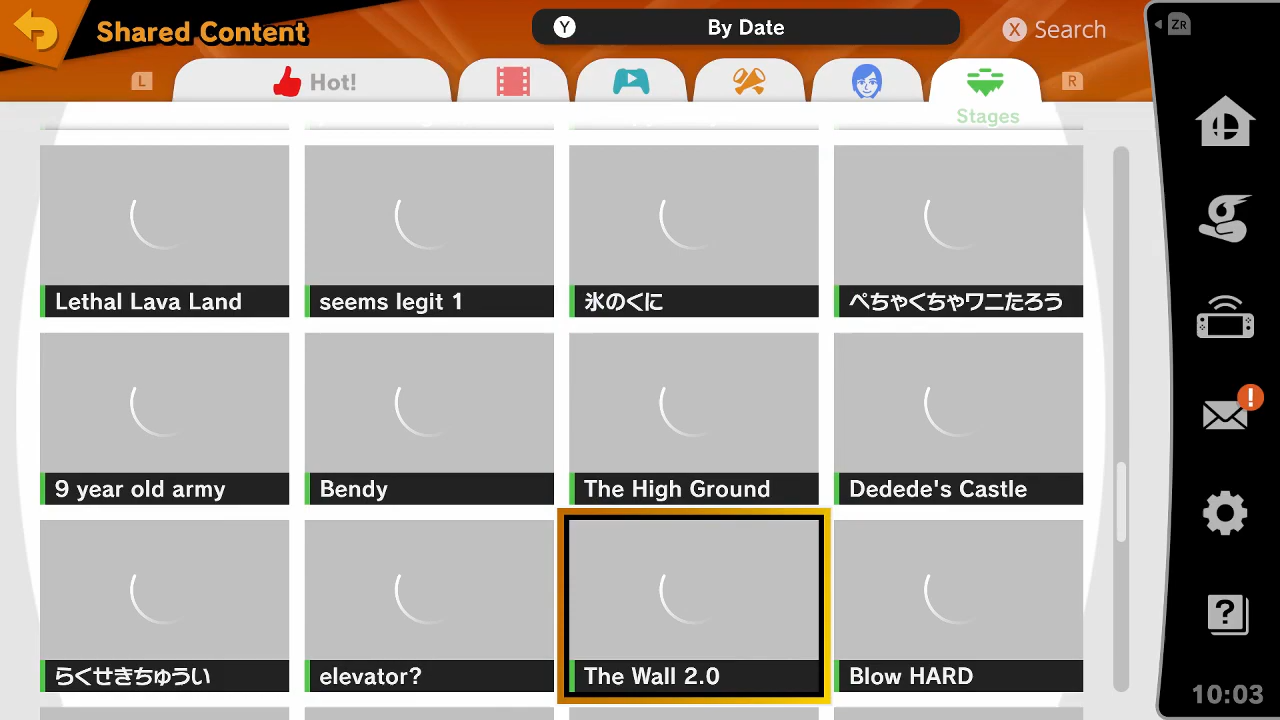 Shared Content
Y By Date
X Search
ZR
L
Hot!
R
Stages
Lethal Lava Land
seems legit 1
氷のくに
ぺちゃくちゃワニたろう
9 year old army
Bendy
The High Ground
Dedede's Castle
らくせきちゅうい
elevator?
The Wall 2.0
Blow HARD
10:03